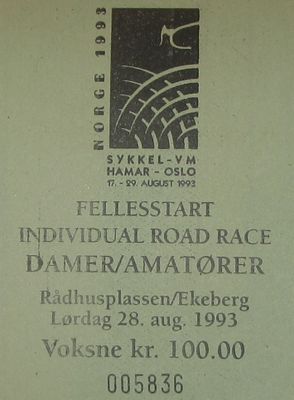 NORGE 1993
SYKKEL-VM
HAMAR - OSLO
17. - 29. AUGUST 1993
FELLESSTART
INDIVIDUAL ROAD RACE
DAMER/AMATØRER
Rådhusplassen/Ekeberg
Lørdag 28. aug. 1993
Voksne kr. 100.00
005836